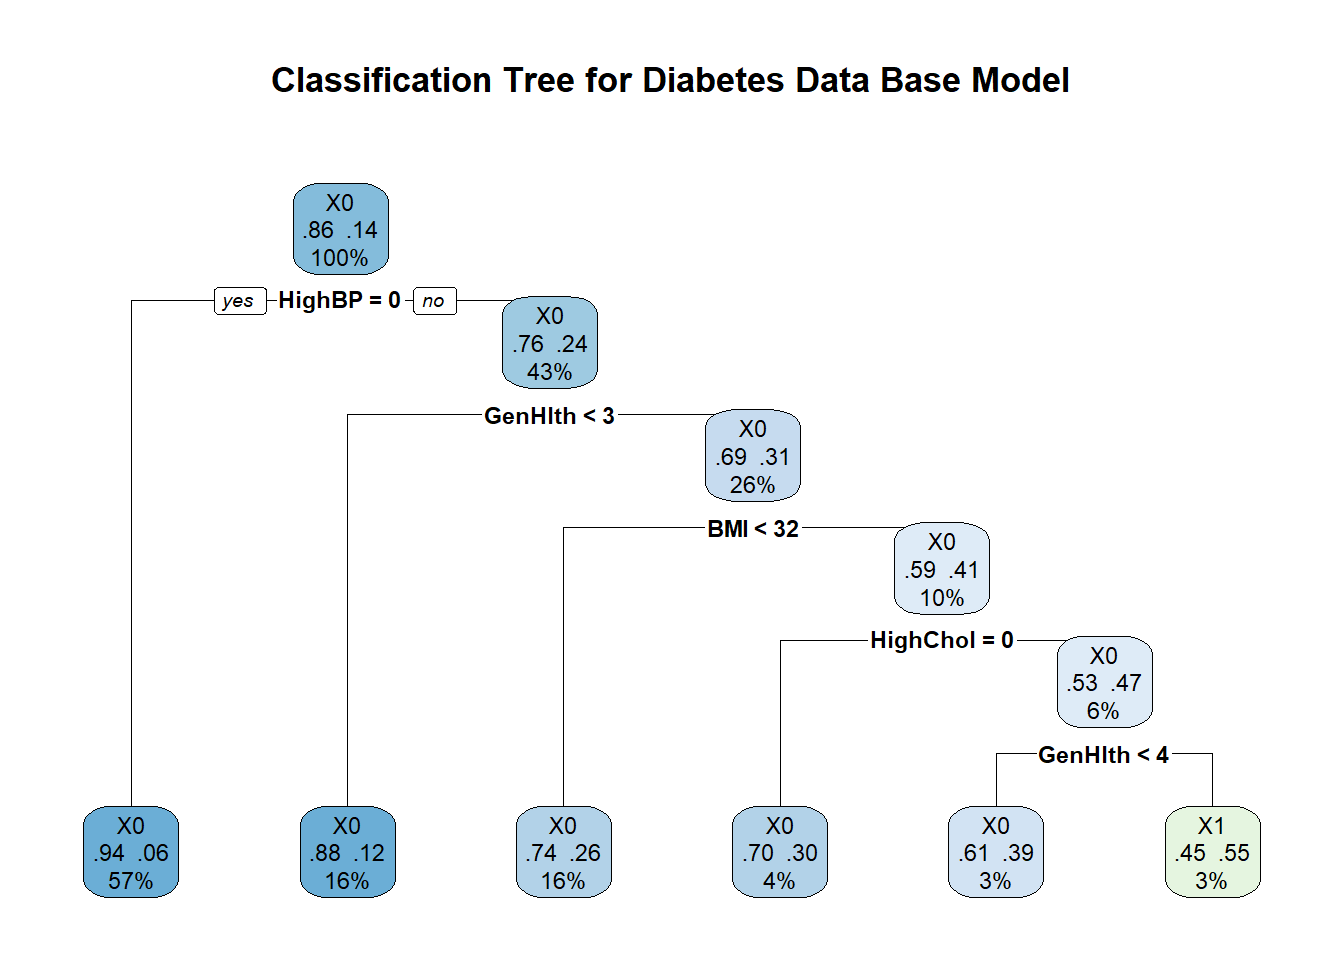 Classification Tree for Diabetes Data Base Model
X0
.86 .14
100%
yes HighBP = 0 no
X0
.76 .24
43%
GenHlth < 3
X0
.69 .31
26%
BMI < 32
X0
.59 .41
10%
HighChol = 0
X0
.53 .47
6%
GenHlth < 4
X0
.94 .06
57%
X0
.88 .12
16%
X0
.74 .26
16%
X0
.70 .30
4%
X0
.61 .39
3%
X1
.45 .55
3%